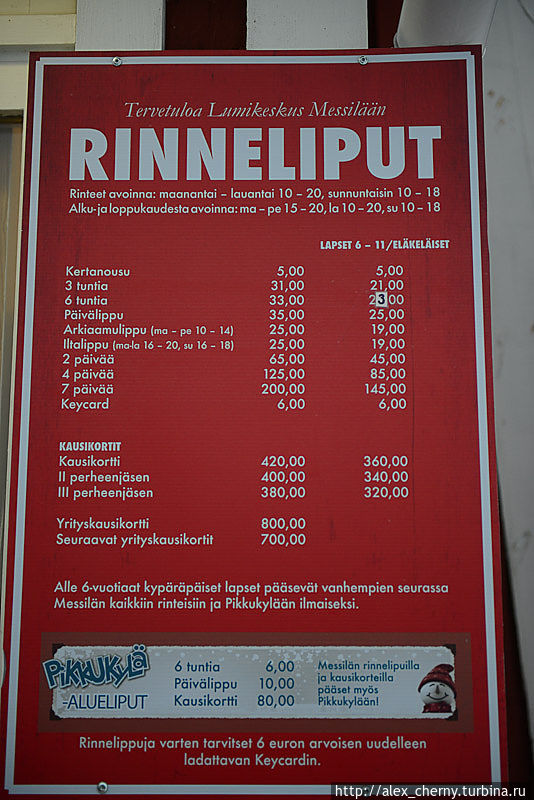 Tervetuloa Lumikeskus Messilään
RINNELIPUT
Rinteet avoinna: maanantai – lauantai 10 – 20, sunnuntaisin 10 – 18
Alku- ja loppukaudesta avoinna: ma – pe 15 – 20, la 10 – 20, su 10 – 18
LAPSET 6 – 11/ELÄKELÄISET
Kertanousu 5,00 5,00
3 tuntia 31,00 21,00
6 tuntia 33,00 23,00
Päivälippu 35,00 25,00
Arkiaamulippu (ma – pe 10 – 14) 25,00 19,00
Iltalippu (ma-la 16 – 20, su 16 – 18) 25,00 19,00
2 päivää 65,00 45,00
4 päivää 125,00 85,00
7 päivää 200,00 145,00
Keycard 6,00 6,00
KAUSIKORTIT
Kausikortti 420,00 360,00
II perheenjäsen 400,00 340,00
III perheenjäsen 380,00 320,00
Yrityskausikortti 800,00
Seuraavat yrityskausikortit 700,00
Alle 6-vuotiaat kypäräpäiset lapset pääsevät vanhempien seurassa
Messilän kaikkiin rinteisiin ja Pikkukylään ilmaiseksi.
PIKKUKYLÄ
-ALUELIPUT
6 tuntia 6,00
Päivälippu 10,00
Kausikortti 80,00
Messilän rinnelipuilla
ja kausikorteilla
pääset myös
Pikkukylään!
Rinnelippuja varten tarvitset 6 euron arvoisen uudelleen
ladattavan Keycardin.
http://alex_cherny.turbina.ru